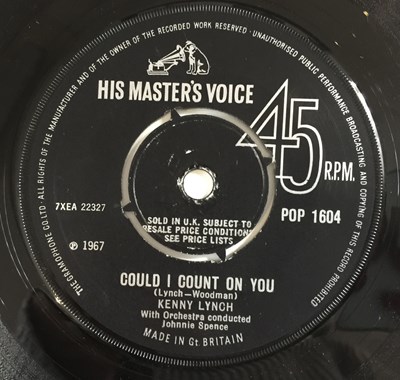 THE GRAMOPHONE CO LTD · ALL RIGHTS OF THE MANUFACTURER AND OF THE OWNER OF THE RECORDED WORK RESERVED · UNAUTHORISED PUBLIC PERFORMANCE BROADCASTING AND COPYING OF THIS RECORD PROHIBITED
HIS MASTER'S VOICE
45
R.P.M.
7XEA 22327
POP 1604
SOLD IN U.K. SUBJECT TO
RESALE PRICE CONDITIONS
SEE PRICE LISTS
℗ 1967
COULD I COUNT ON YOU
(Lynch–Woodman)
KENNY LYNCH
With Orchestra conducted
Johnnie Spence
MADE IN Gt. BRITAIN